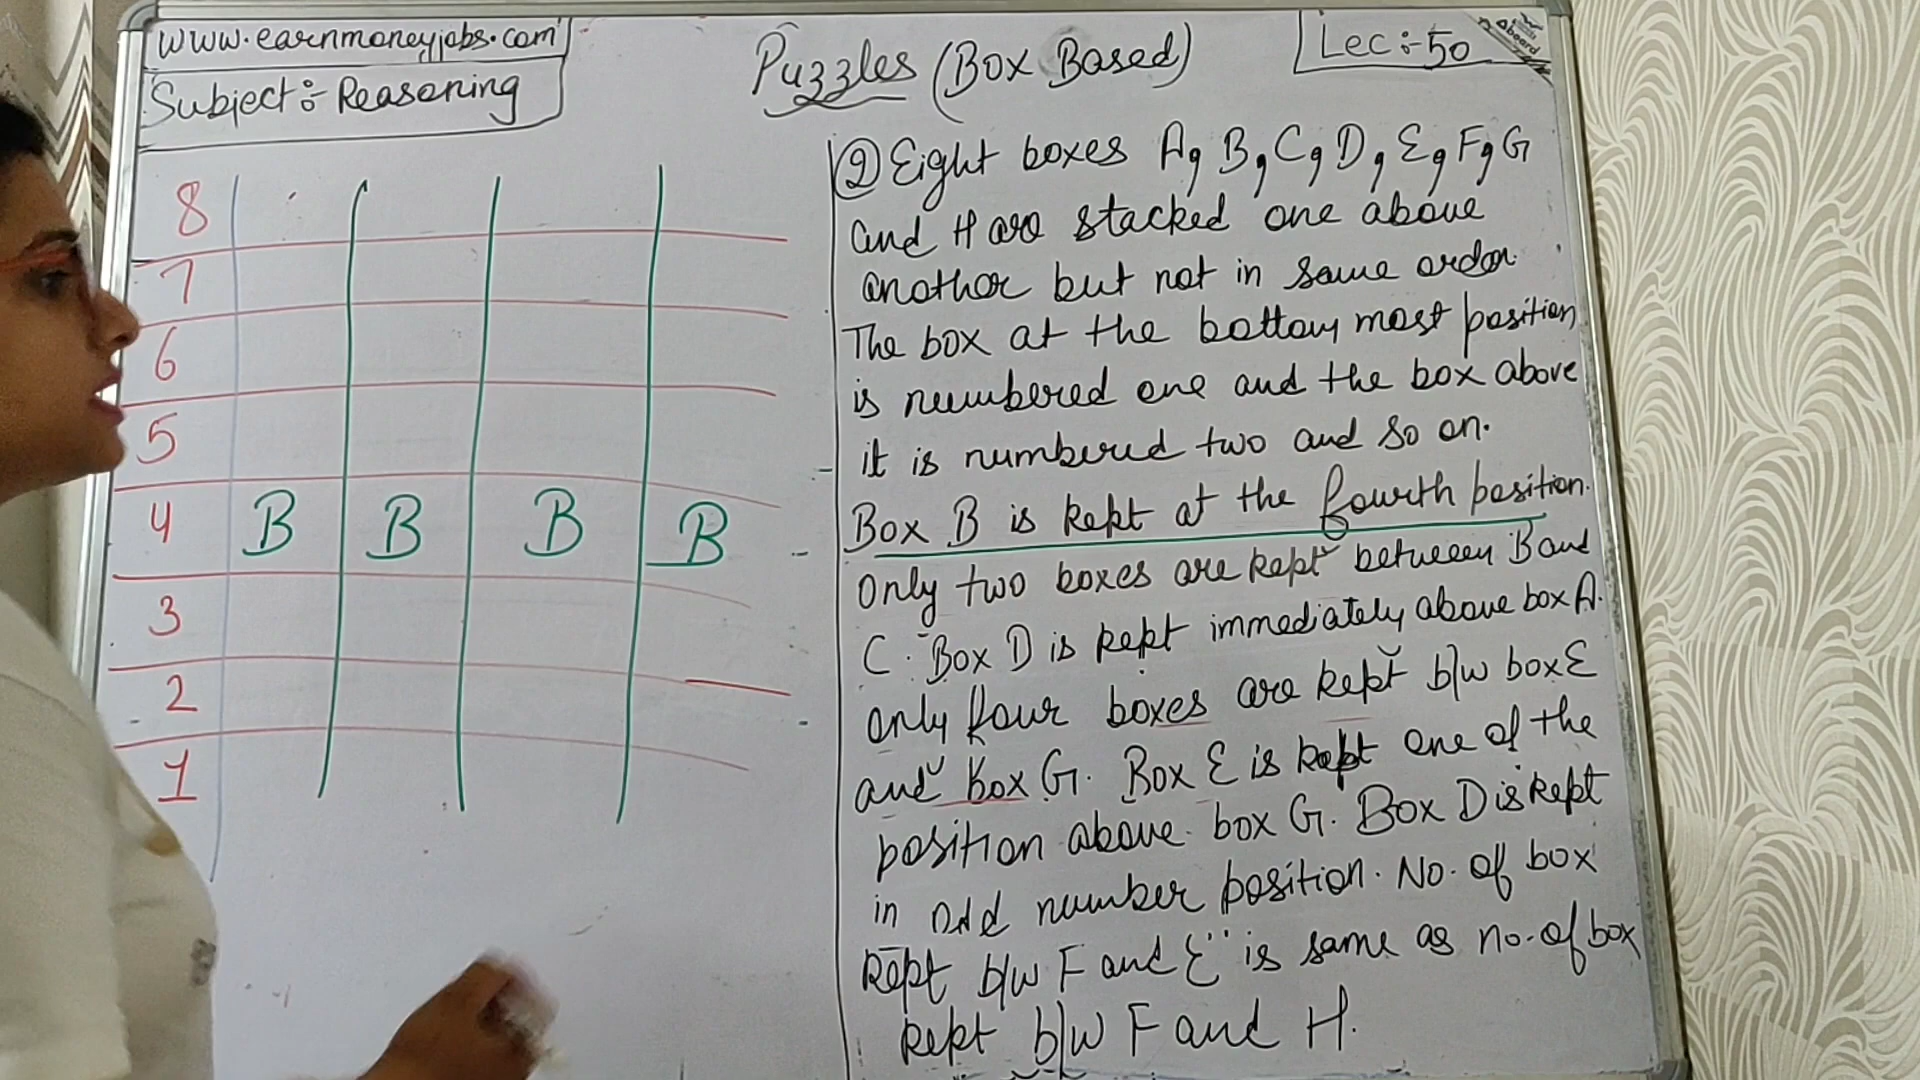 www.earnmoneyjobs.com
Subject:- Reasoning
Puzzles (Box Based)
Lec:-50
8
7
6
5
4 B B B B
3
2
1
② Eight boxes A, B, C, D, E, F, G
and H are stacked one above
another but not in same order.
The box at the bottom most position
is numbered one and the box above
it is numbered two and so on.
Box B is kept at the fourth position.
Only two boxes are kept between B and
C. Box D is kept immediately above box A.
only four boxes are kept b/w box E
and box G. Box E is kept one of the
position above box G. Box D is kept
in odd number position. No. of box
kept b/w F and E is same as no. of box
kept b/w F and H.